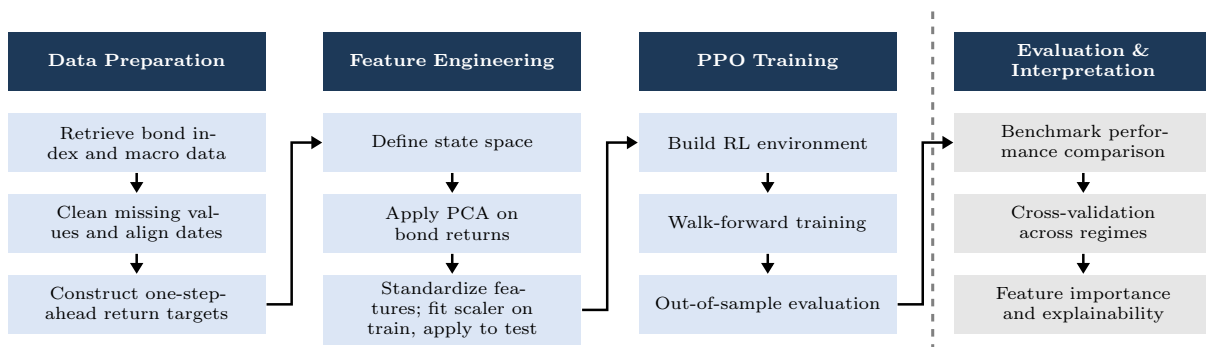 Data Preparation
Retrieve bond in-
dex and macro data
Clean missing val-
ues and align dates
Construct one-step-
ahead return targets
Feature Engineering
Define state space
Apply PCA on
bond returns
Standardize fea-
tures; fit scaler on
train, apply to test
PPO Training
Build RL environment
Walk-forward training
Out-of-sample evaluation
Evaluation &
Interpretation
Benchmark perfor-
mance comparison
Cross-validation
across regimes
Feature importance
and explainability